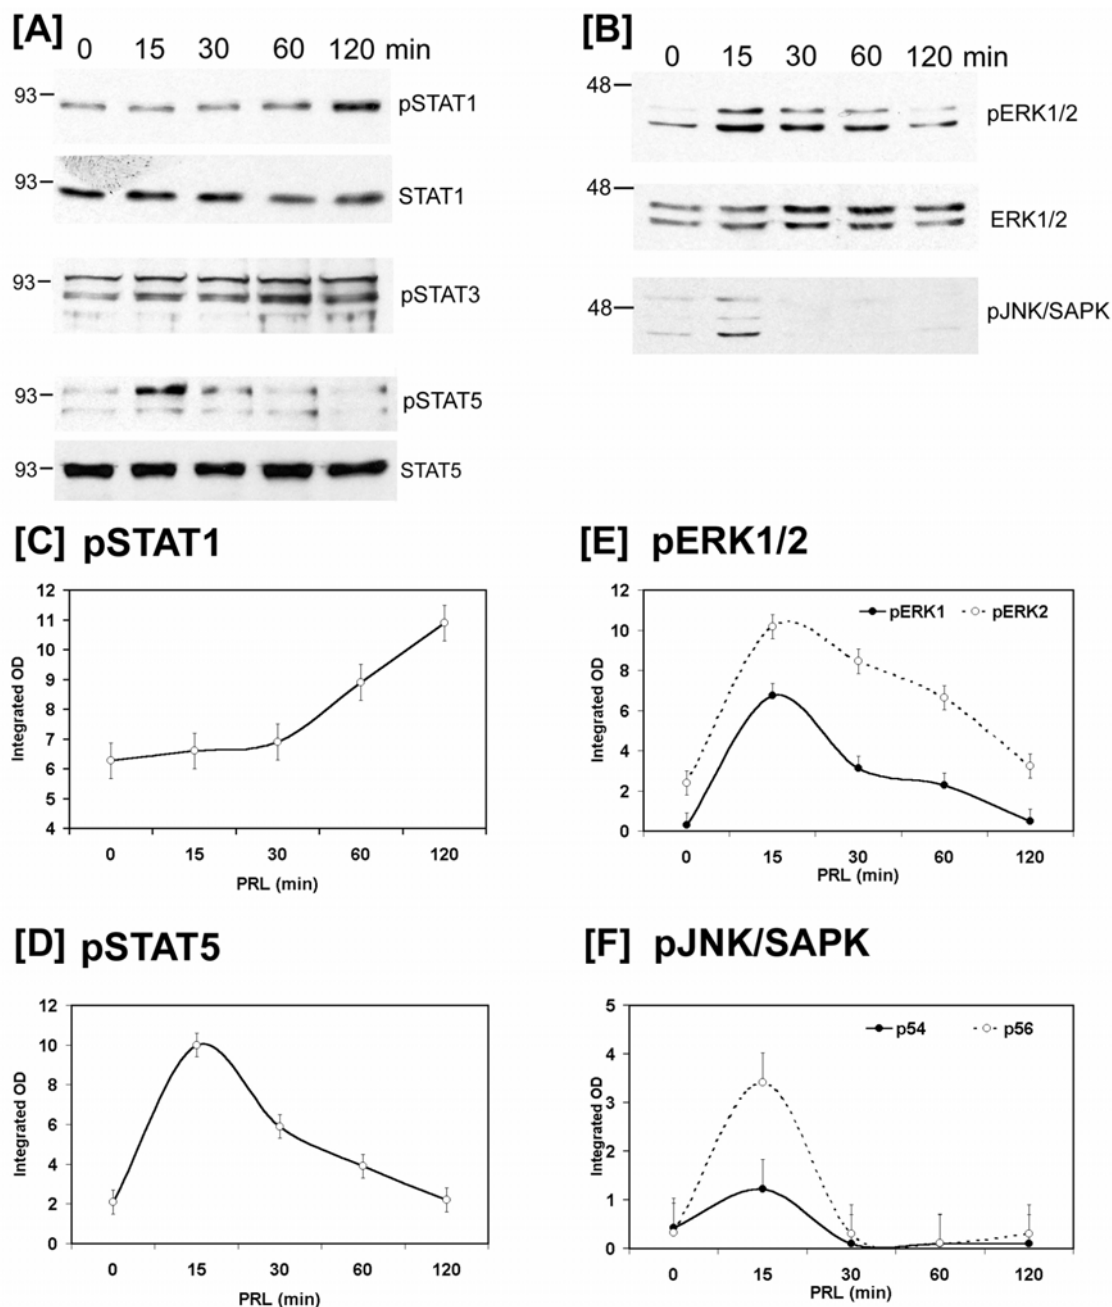 [A]
0 15 30 60 120 min
93
pSTAT1
93
STAT1
93
pSTAT3
93
pSTAT5
93
STAT5
[B]
0 15 30 60 120 min
48
pERK1/2
48
ERK1/2
48
pJNK/SAPK
[C] pSTAT1
12
11
10
9
8
7
6
5
4
Integrated OD
0 15 30 60 120
PRL (min)
[E] pERK1/2
pERK1 pERK2
12
10
8
6
4
2
0
Integrated OD
0 15 30 60 120
PRL (min)
[D] pSTAT5
12
10
8
6
4
2
0
Integrated OD
0 15 30 60 120
PRL (min)
[F] pJNK/SAPK
p54 p56
5
4
3
2
1
0
Integrated OD
0 15 30 60 120
PRL (min)